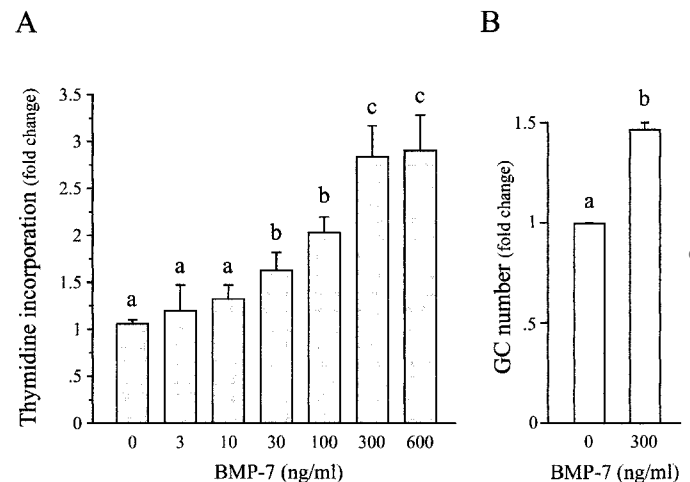 A
Thymidine incorporation (fold change)
3.5
3
2.5
2
1.5
1
.5
0
a
a
a
b
b
c
c
0 3 10 30 100 300 600
BMP-7 (ng/ml)
B
GC number (fold change)
1.5
1
.5
0
a
b
0 300
BMP-7 (ng/ml)